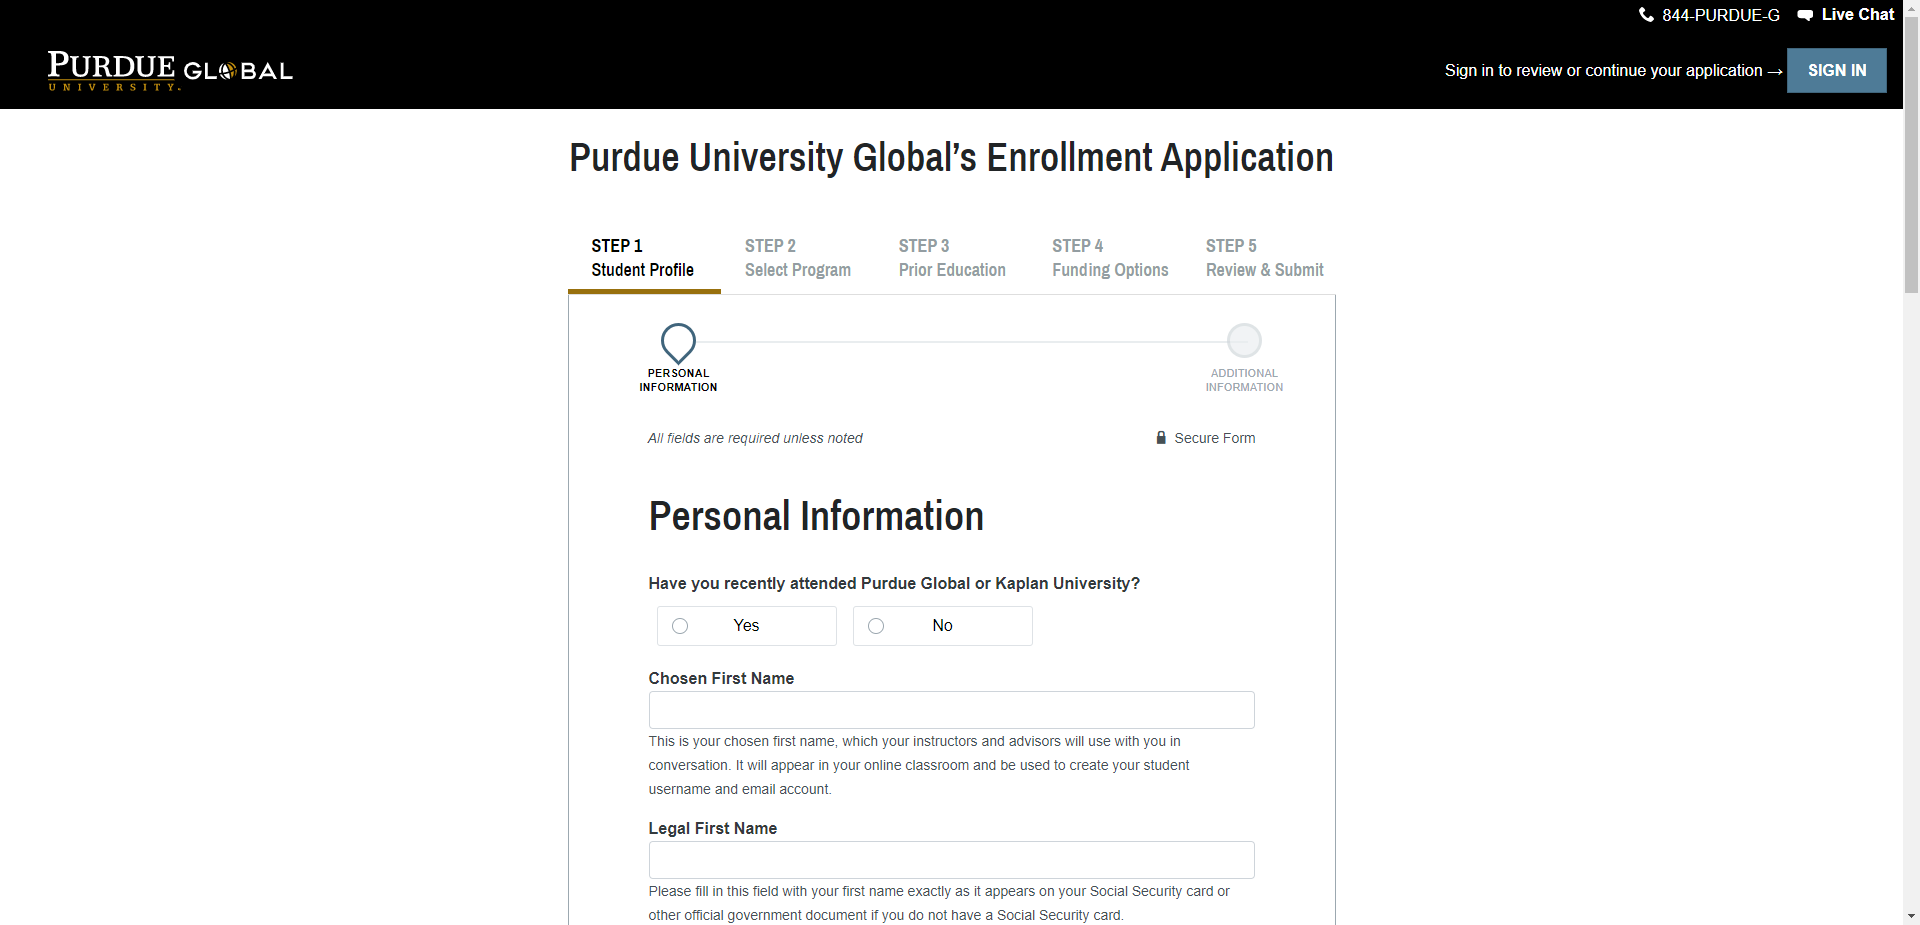 844-PURDUE-G Live Chat
PURDUE GLOBAL
UNIVERSITY.
Sign in to review or continue your application → SIGN IN
Purdue University Global’s Enrollment Application
STEP 1 STEP 2 STEP 3 STEP 4 STEP 5
Student Profile Select Program Prior Education Funding Options Review & Submit
PERSONAL ADDITIONAL
INFORMATION INFORMATION
All fields are required unless noted Secure Form
Personal Information
Have you recently attended Purdue Global or Kaplan University?
Yes No
Chosen First Name
This is your chosen first name, which your instructors and advisors will use with you in
conversation. It will appear in your online classroom and be used to create your student
username and email account.
Legal First Name
Please fill in this field with your first name exactly as it appears on your Social Security card or
other official government document if you do not have a Social Security card.